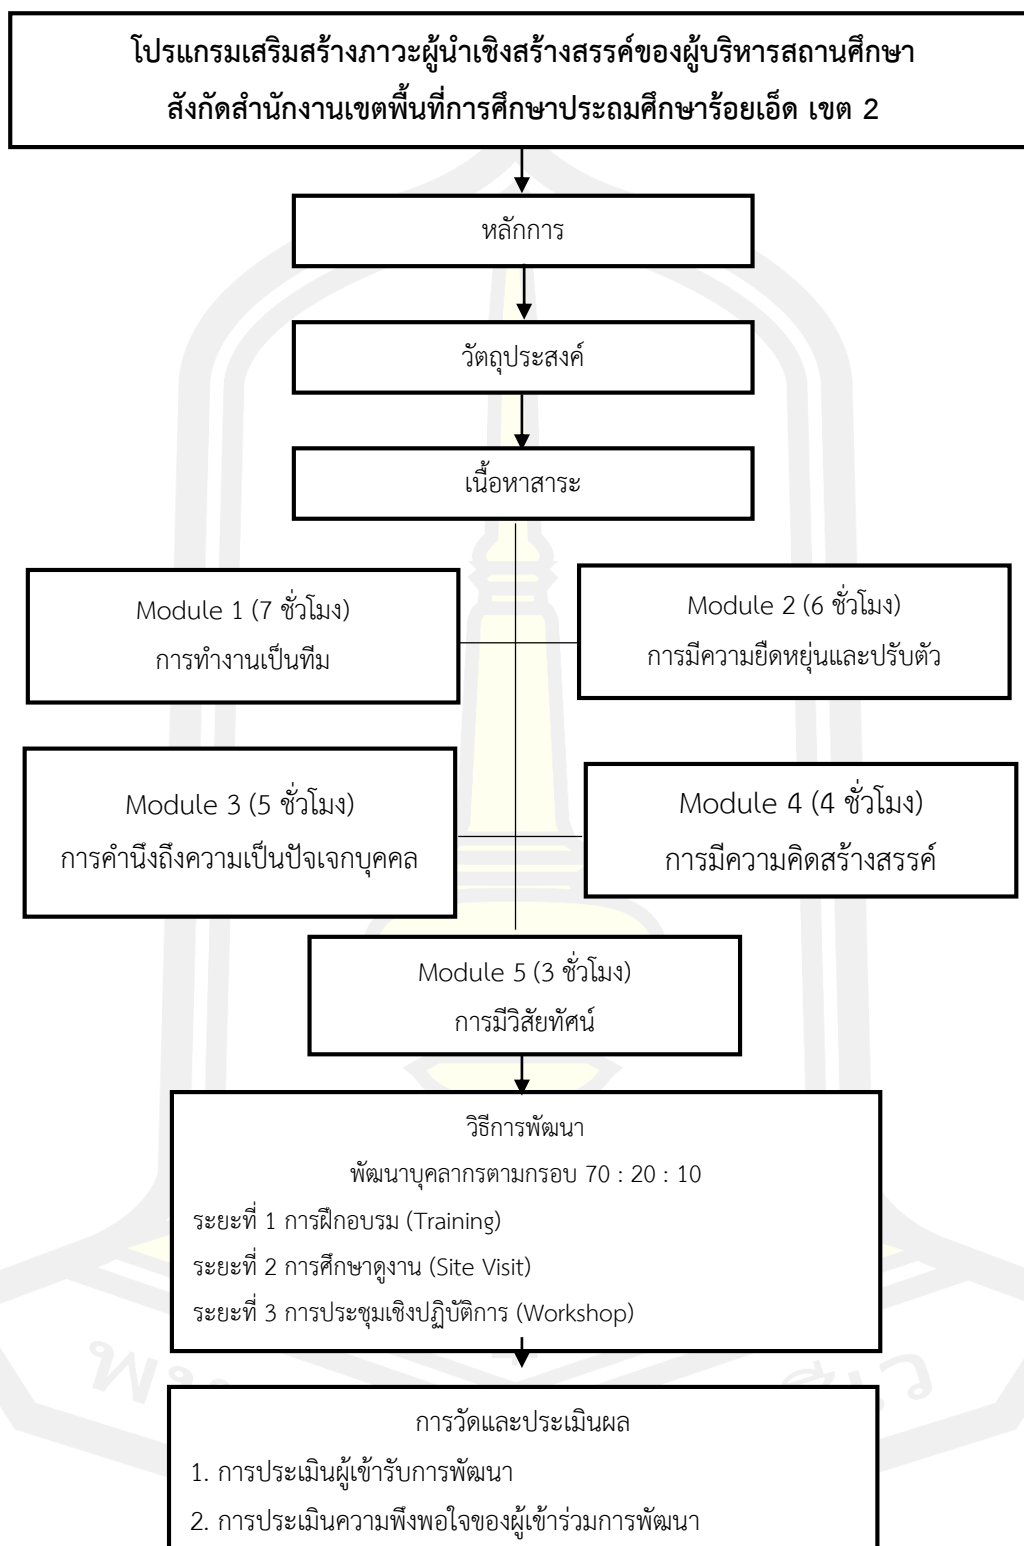 โปรแกรมเสริมสร้างภาวะผู้นำเชิงสร้างสรรค์ของผู้บริหารสถานศึกษา
สังกัดสำนักงานเขตพื้นที่การศึกษาประถมศึกษาร้อยเอ็ด เขต 2
หลักการ
วัตถุประสงค์
เนื้อหาสาระ
Module 1 (7 ชั่วโมง)
การทำงานเป็นทีม
Module 2 (6 ชั่วโมง)
การมีความยืดหยุ่นและปรับตัว
Module 3 (5 ชั่วโมง)
การคำนึงถึงความเป็นปัจเจกบุคคล
Module 4 (4 ชั่วโมง)
การมีความคิดสร้างสรรค์
Module 5 (3 ชั่วโมง)
การมีวิสัยทัศน์
วิธีการพัฒนา
พัฒนาบุคลากรตามกรอบ 70 : 20 : 10
ระยะที่ 1 การฝึกอบรม (Training)
ระยะที่ 2 การศึกษาดูงาน (Site Visit)
ระยะที่ 3 การประชุมเชิงปฏิบัติการ (Workshop)
การวัดและประเมินผล
1. การประเมินผู้เข้ารับการพัฒนา
2. การประเมินความพึงพอใจของผู้เข้าร่วมการพัฒนา